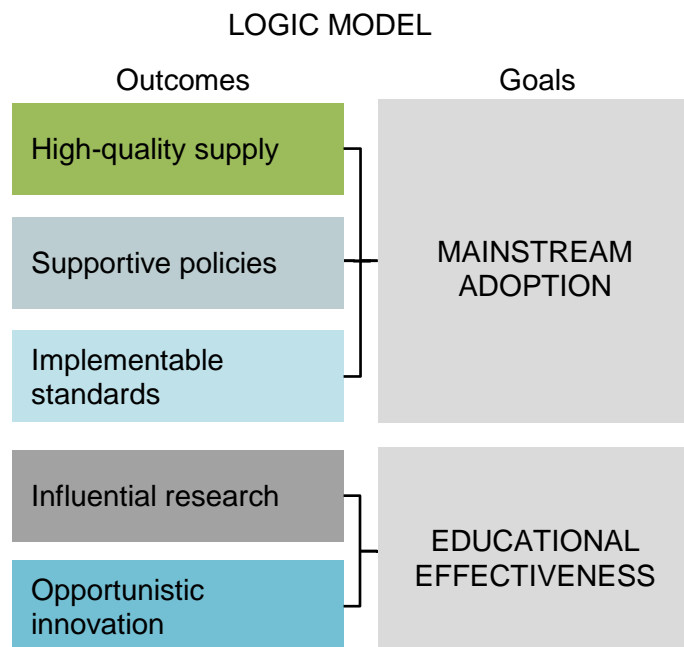 LOGIC MODEL
Outcomes
Goals
High-quality supply
Supportive policies
Implementable
standards
MAINSTREAM
ADOPTION
Influential research
Opportunistic
innovation
EDUCATIONAL
EFFECTIVENESS